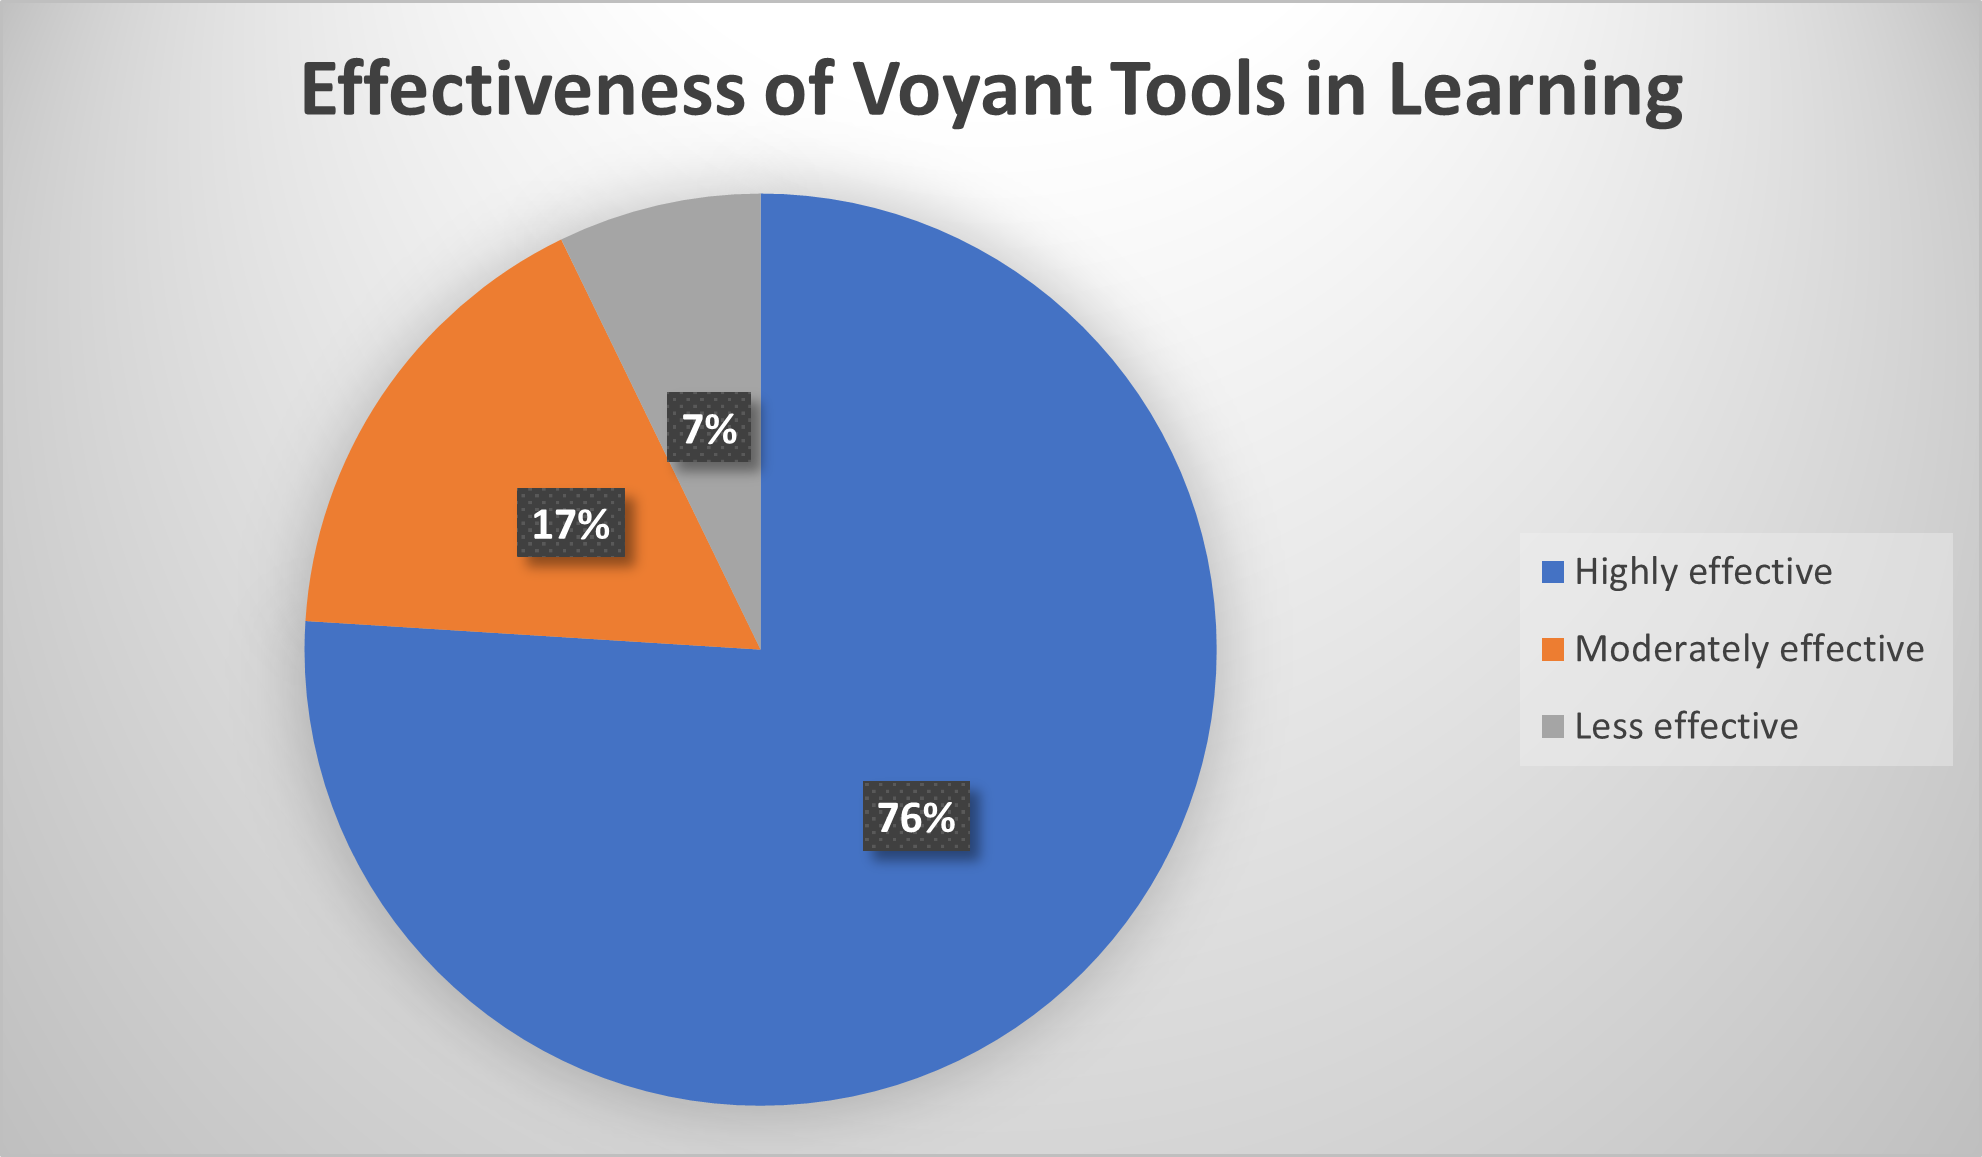 Effectiveness of Voyant Tools in Learning
7%
17%
76%
Highly effective
Moderately effective
Less effective